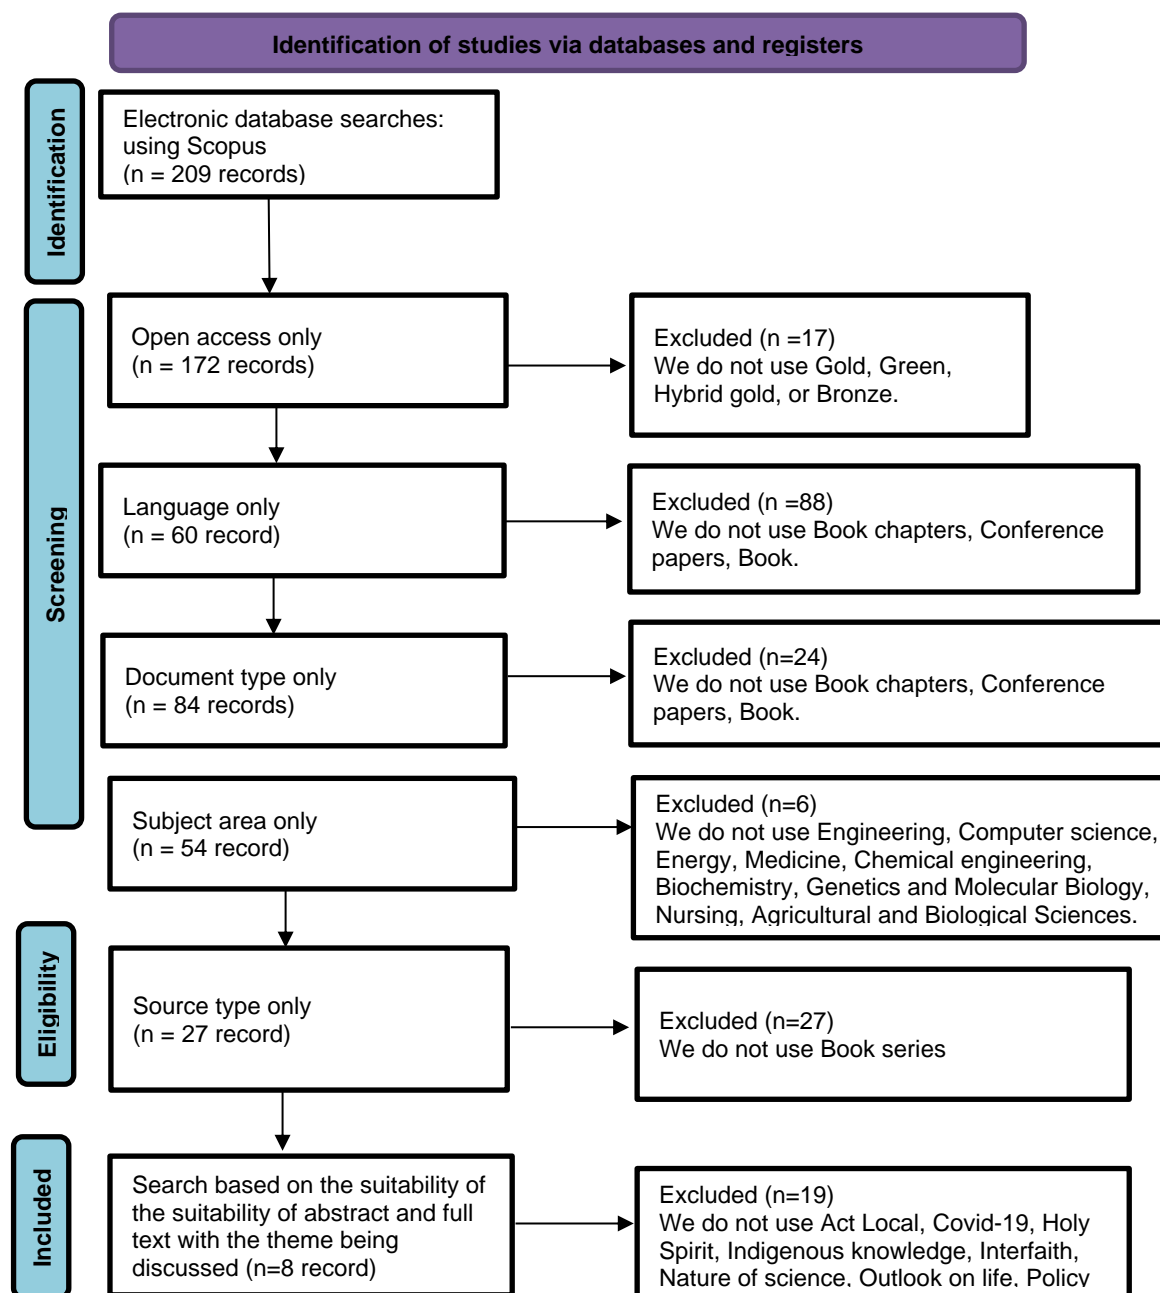 Identification of studies via databases and registers
Identification
Electronic database searches:
using Scopus
(n = 209 records)
Screening
Open access only
(n = 172 records)
Excluded (n =17)
We do not use Gold, Green,
Hybrid gold, or Bronze.
Language only
(n = 60 record)
Excluded (n =88)
We do not use Book chapters, Conference
papers, Book.
Document type only
(n = 84 records)
Excluded (n=24)
We do not use Book chapters, Conference
papers, Book.
Subject area only
(n = 54 record)
Excluded (n=6)
We do not use Engineering, Computer science,
Energy, Medicine, Chemical engineering,
Biochemistry, Genetics and Molecular Biology,
Nursing, Agricultural and Biological Sciences.
Eligibility
Source type only
(n = 27 record)
Excluded (n=27)
We do not use Book series
Included
Search based on the suitability of
the suitability of abstract and full
text with the theme being
discussed (n=8 record)
Excluded (n=19)
We do not use Act Local, Covid-19, Holy
Spirit, Indigenous knowledge, Interfaith,
Nature of science, Outlook on life, Policy